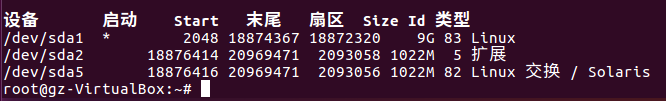 设备 启动 Start 末尾 扇区 Size Id 类型
/dev/sda1 * 2048 18874367 18872320 9G 83 Linux
/dev/sda2 18876414 20969471 2093058 1022M 5 扩展
/dev/sda5 18876416 20969471 2093056 1022M 82 Linux 交换 / Solaris
root@gz-VirtualBox:~#